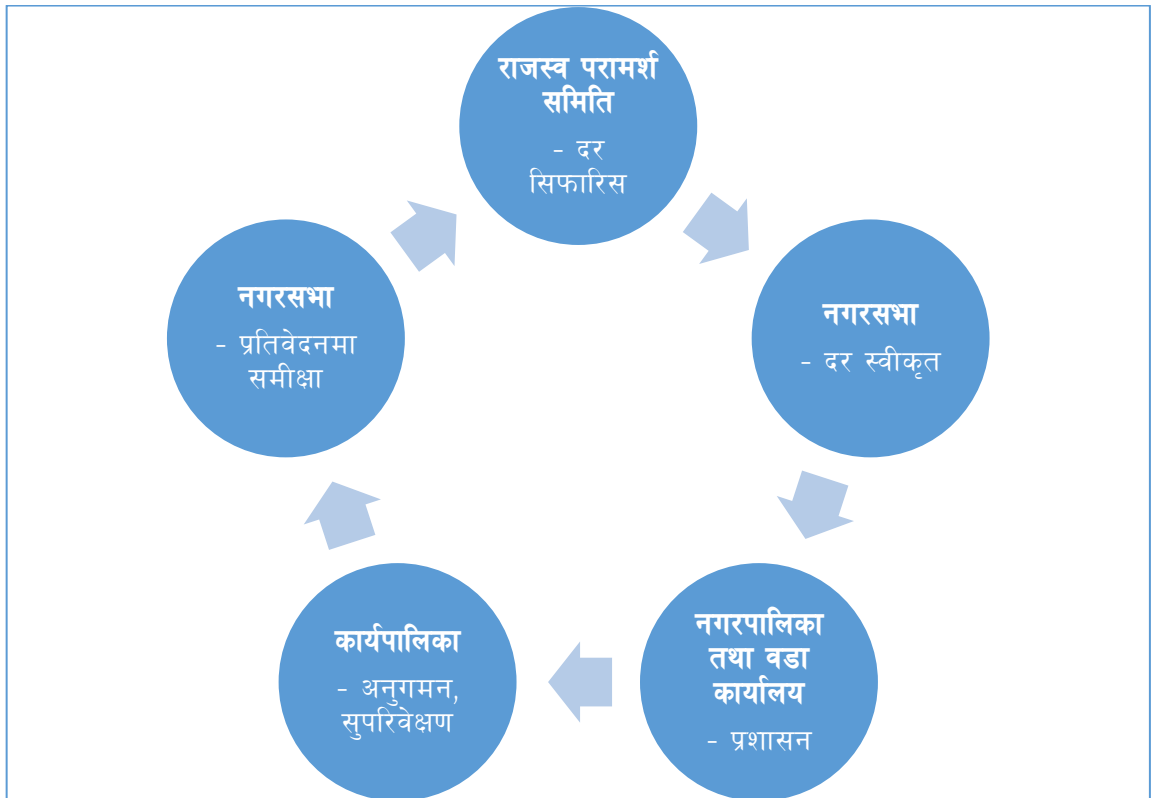 राजस्व परामर्श
समिति
- दर
सिफारिस
नगरसभा
- दर स्वीकृत
नगरपालिका
तथा वडा
कार्यालय
- प्रशासन
कार्यपालिका
- अनुगमन,
सुपरिवेक्षण
नगरसभा
- प्रतिवेदनमा
समीक्षा